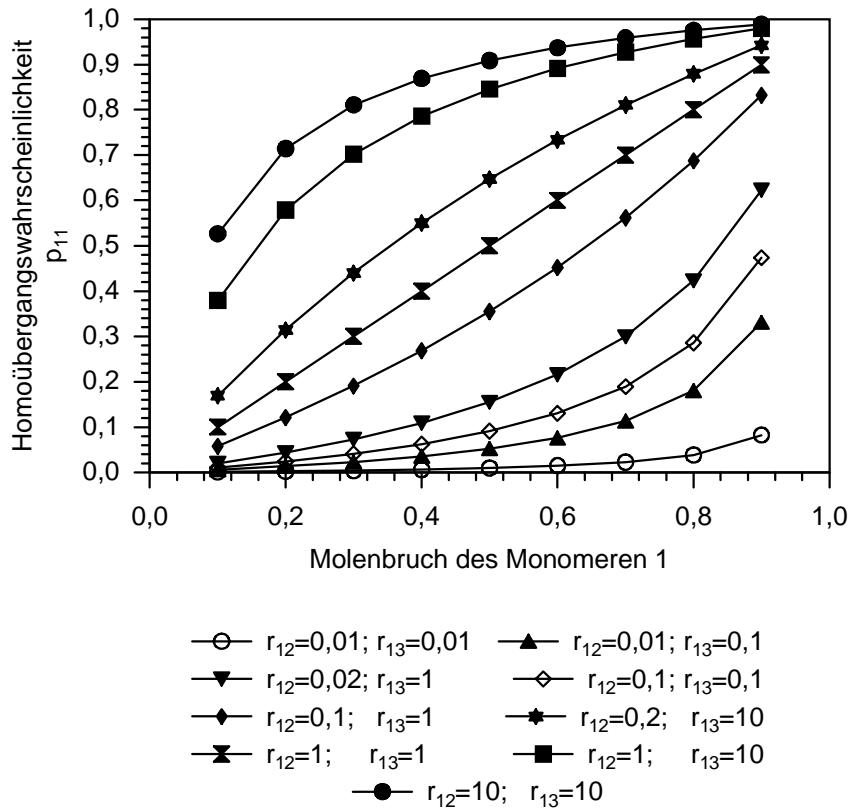 Homoübergangswahrscheinlichkeit
p₁₁
1,0
0,9
0,8
0,7
0,6
0,5
0,4
0,3
0,2
0,1
0,0
0,0 0,2 0,4 0,6 0,8 1,0
Molenbruch des Monomeren 1
r₁₂=0,01; r₁₃=0,01 r₁₂=0,01; r₁₃=0,1
r₁₂=0,02; r₁₃=1 r₁₂=0,1; r₁₃=0,1
r₁₂=0,1; r₁₃=1 r₁₂=0,2; r₁₃=10
r₁₂=1; r₁₃=1 r₁₂=1; r₁₃=10
r₁₂=10; r₁₃=10